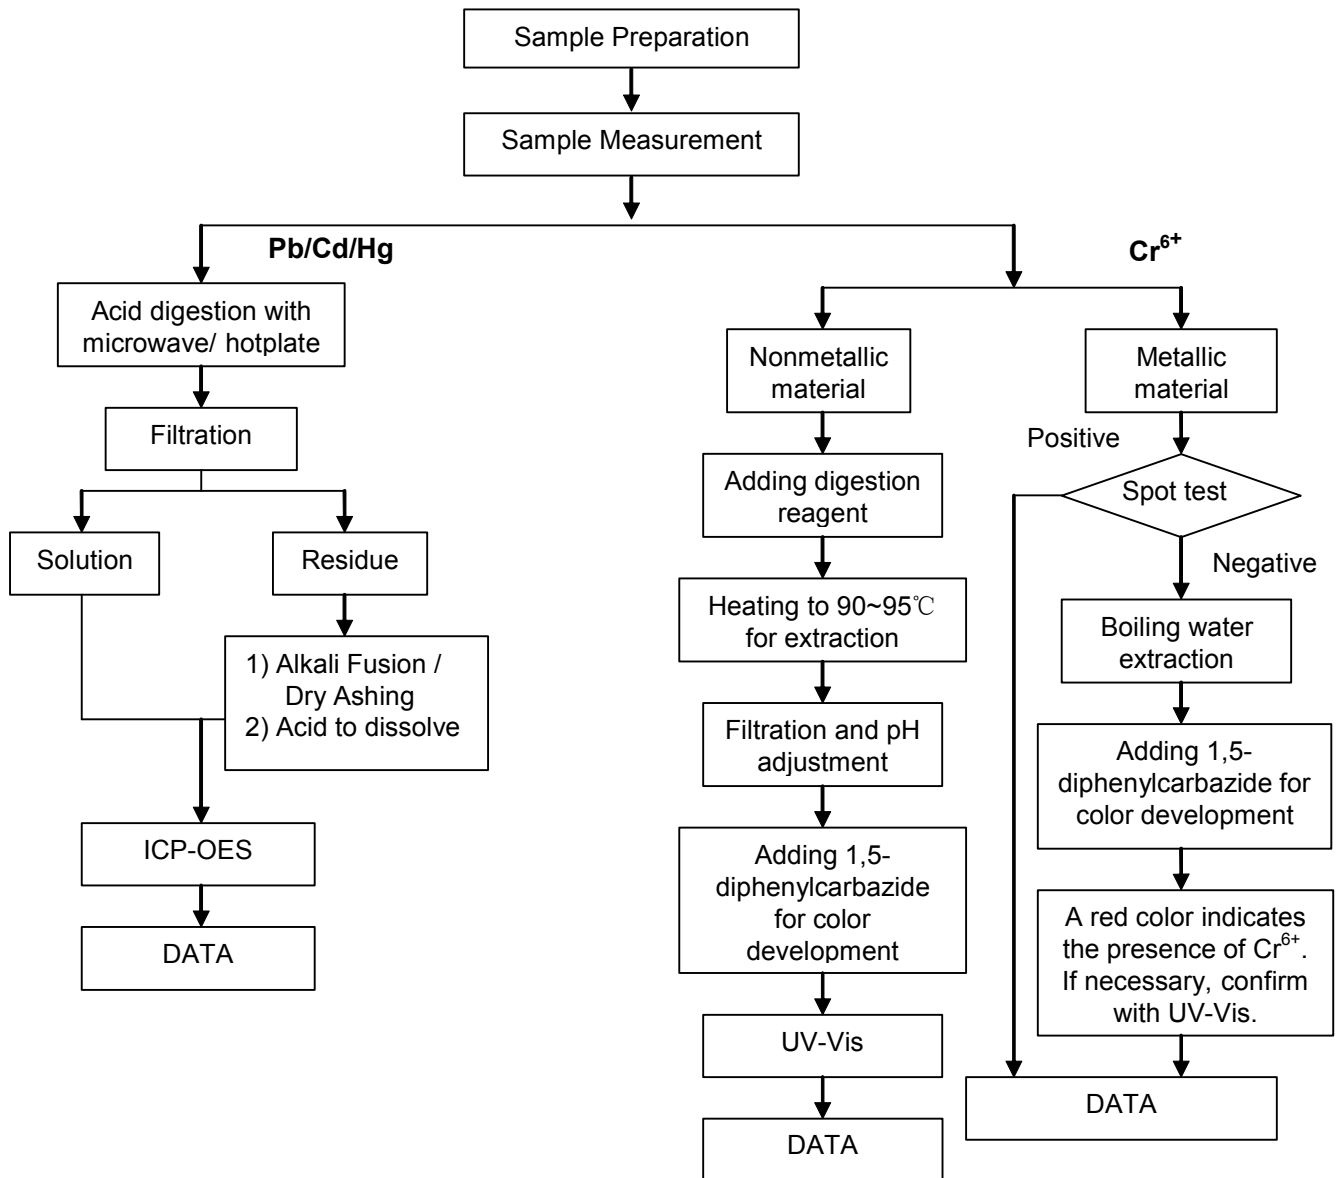 Sample Preparation
Sample Measurement
Pb/Cd/Hg
Acid digestion with
microwave/ hotplate
Filtration
Solution
Residue
1) Alkali Fusion /
Dry Ashing
2) Acid to dissolve
ICP-OES
DATA
Cr⁶⁺
Nonmetallic
material
Adding digestion
reagent
Heating to 90~95℃
for extraction
Filtration and pH
adjustment
Adding 1,5-
diphenylcarbazide
for color
development
UV-Vis
DATA
Metallic
material
Positive
Spot test
Negative
Boiling water
extraction
Adding 1,5-
diphenylcarbazide for
color development
A red color indicates
the presence of Cr⁶⁺.
If necessary, confirm
with UV-Vis.
DATA